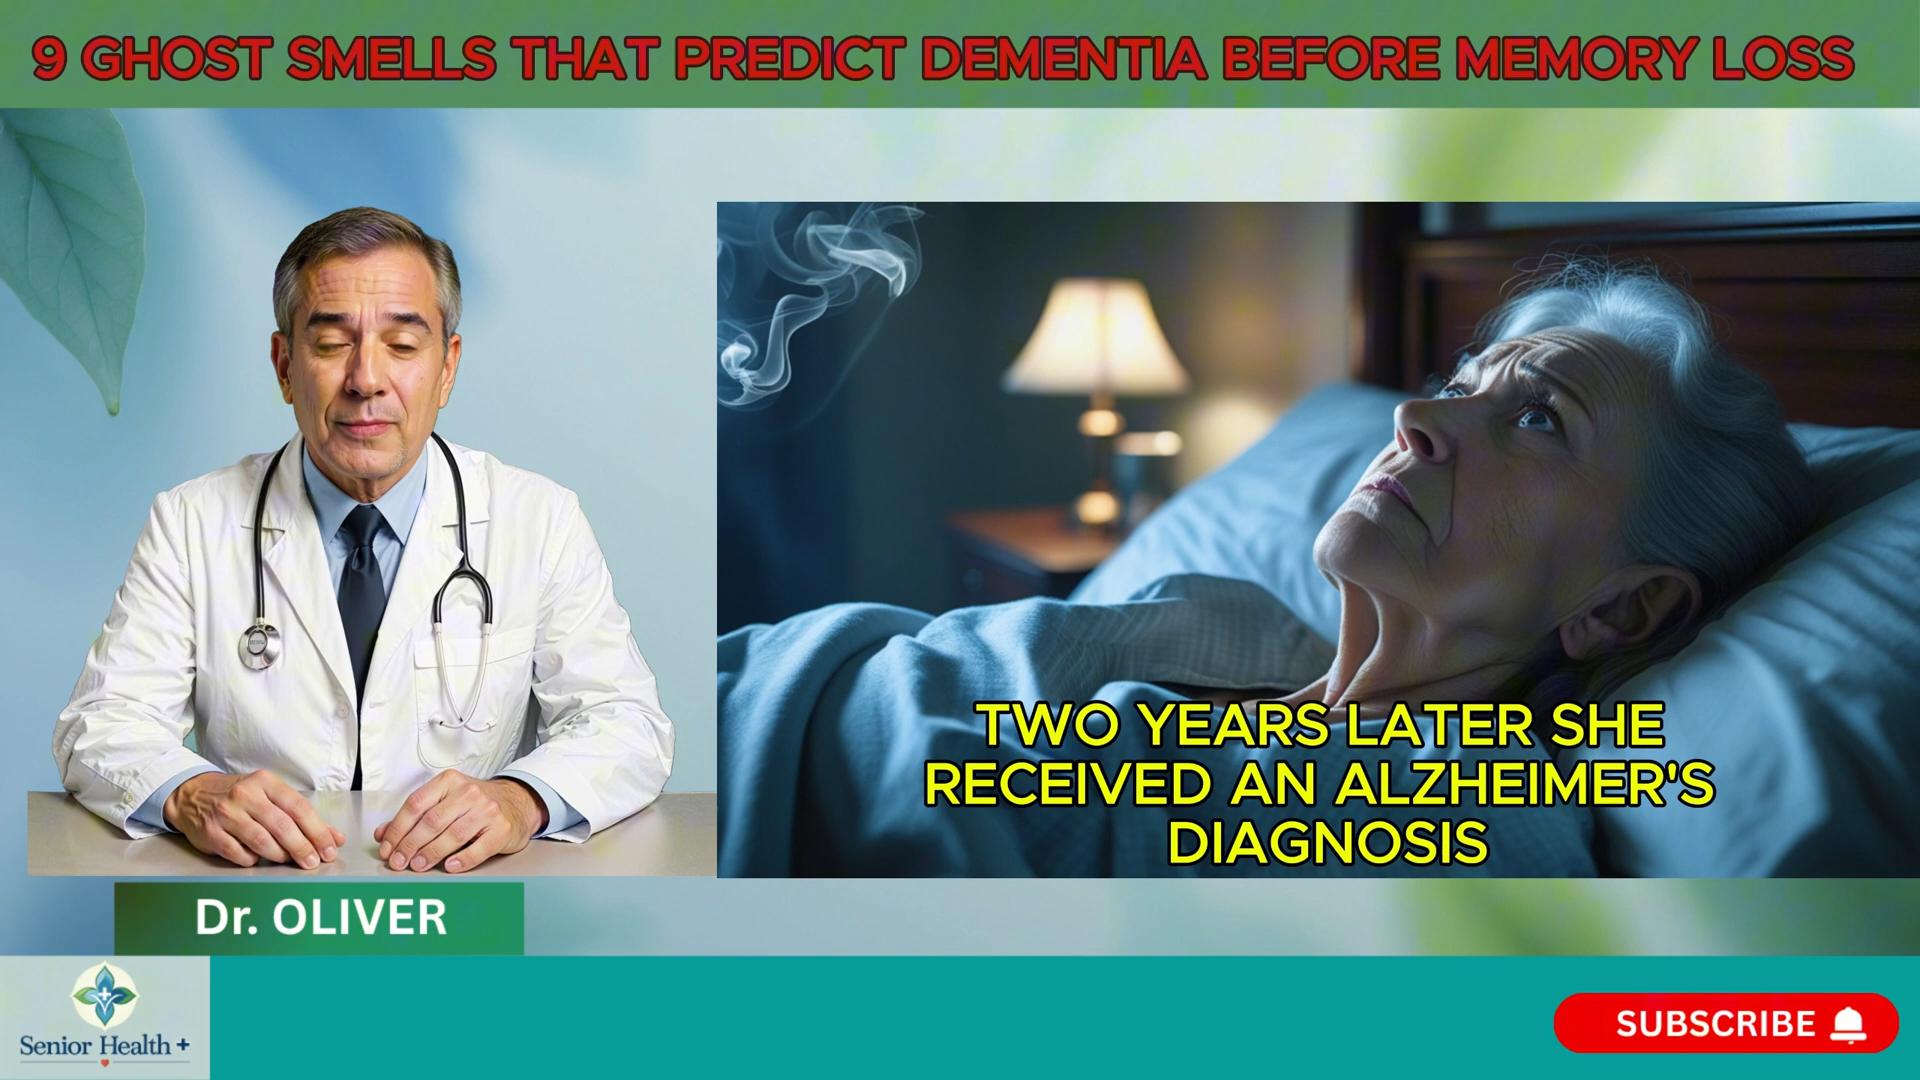 9 GHOST SMELLS THAT PREDICT DEMENTIA BEFORE MEMORY LOSS
TWO YEARS LATER SHE
RECEIVED AN ALZHEIMER'S
DIAGNOSIS
Dr. OLIVER
Senior Health +
SUBSCRIBE